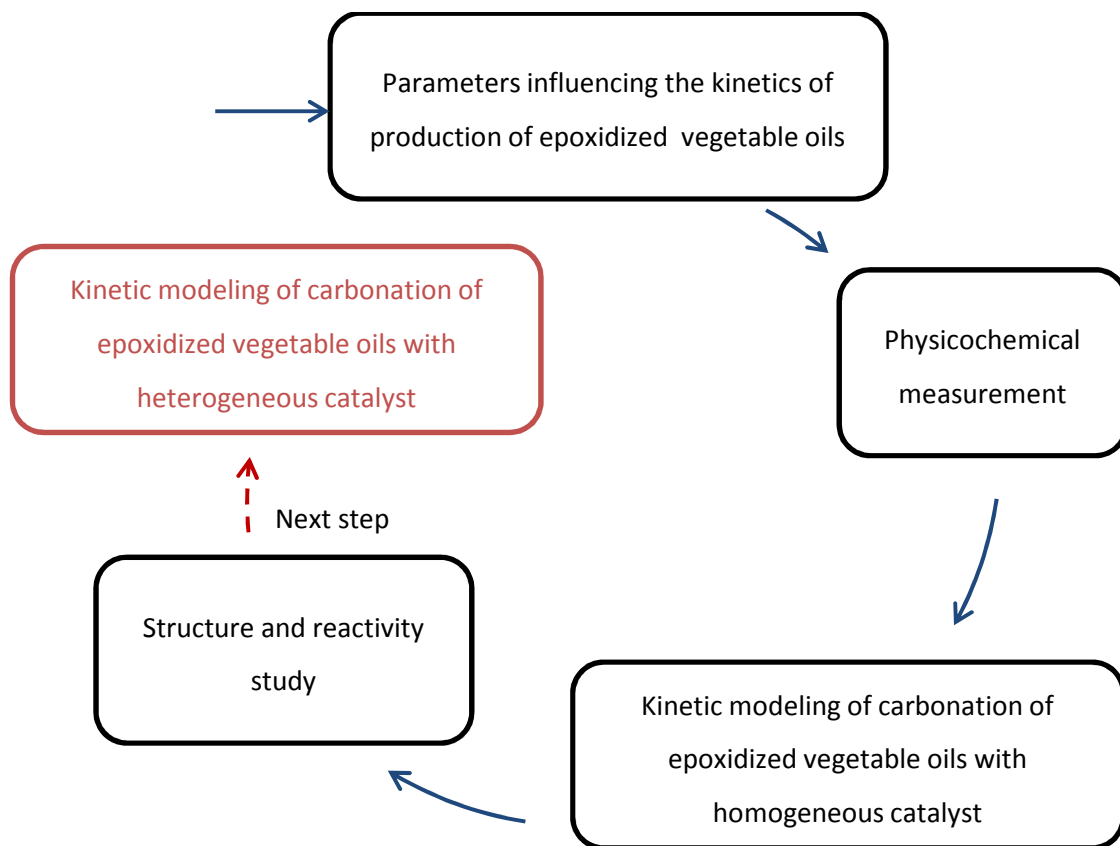 Parameters influencing the kinetics of
production of epoxidized vegetable oils
Physicochemical
measurement
Kinetic modeling of carbonation of
epoxidized vegetable oils with
homogeneous catalyst
Structure and reactivity
study
Next step
Kinetic modeling of carbonation of
epoxidized vegetable oils with
heterogeneous catalyst